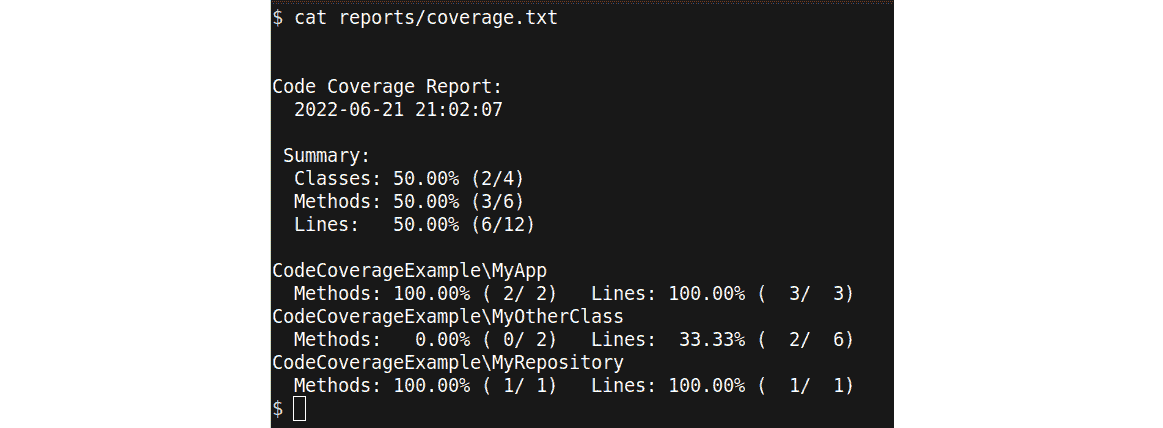 $ cat reports/coverage.txt
Code Coverage Report:
  2022-06-21 21:02:07
 Summary:
  Classes: 50.00% (2/4)
  Methods: 50.00% (3/6)
  Lines:   50.00% (6/12)
CodeCoverageExample\MyApp
  Methods: 100.00% ( 2/ 2)   Lines: 100.00% (  3/  3)
CodeCoverageExample\MyOtherClass
  Methods:   0.00% ( 0/ 2)   Lines:  33.33% (  2/  6)
CodeCoverageExample\MyRepository
  Methods: 100.00% ( 1/ 1)   Lines: 100.00% (  1/  1)
$